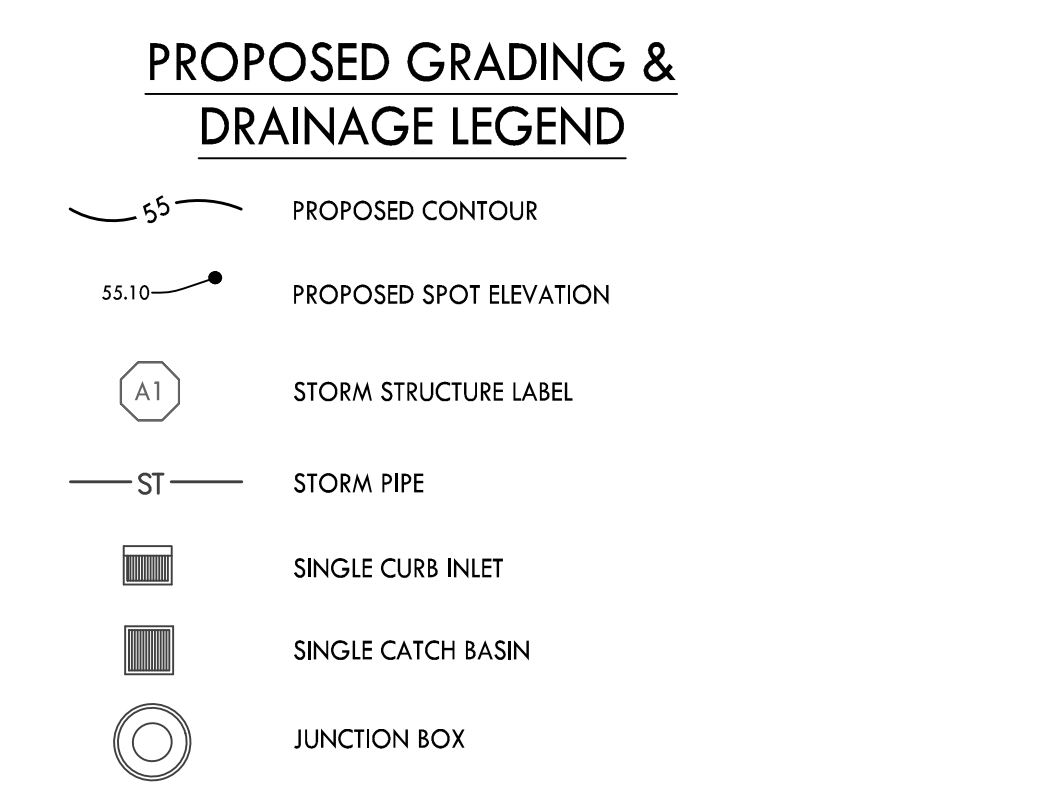 PROPOSED GRADING &
DRAINAGE LEGEND
55 PROPOSED CONTOUR
55.10 PROPOSED SPOT ELEVATION
A1 STORM STRUCTURE LABEL
ST STORM PIPE
SINGLE CURB INLET
SINGLE CATCH BASIN
JUNCTION BOX